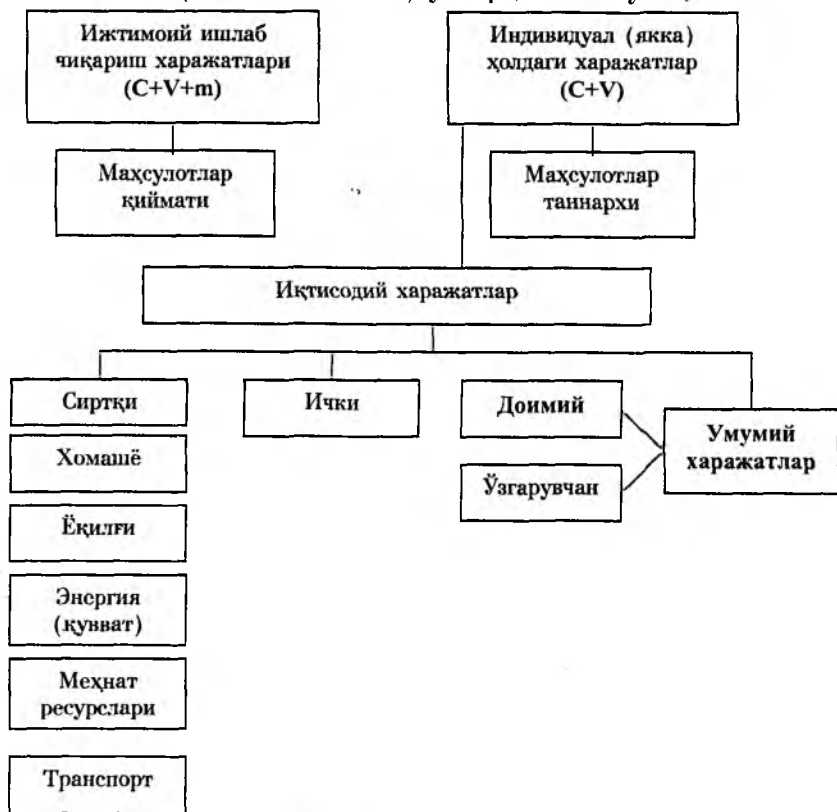 Ижтимоий ишлаб
чиқариш харажатлари
(C+V+m)
Индивидуал (якка)
ҳолдаги харажатлар
(C+V)
Маҳсулотлар
қиймати
Маҳсулотлар
таннархи
Иқтисодий харажатлар
Сиртқи
Ички
Доимий
Умумий
харажатлар
Хомашё
Ўзгарувчан
Ёқилғи
Энергия
(қувват)
Меҳнат
ресурслари
Транспорт